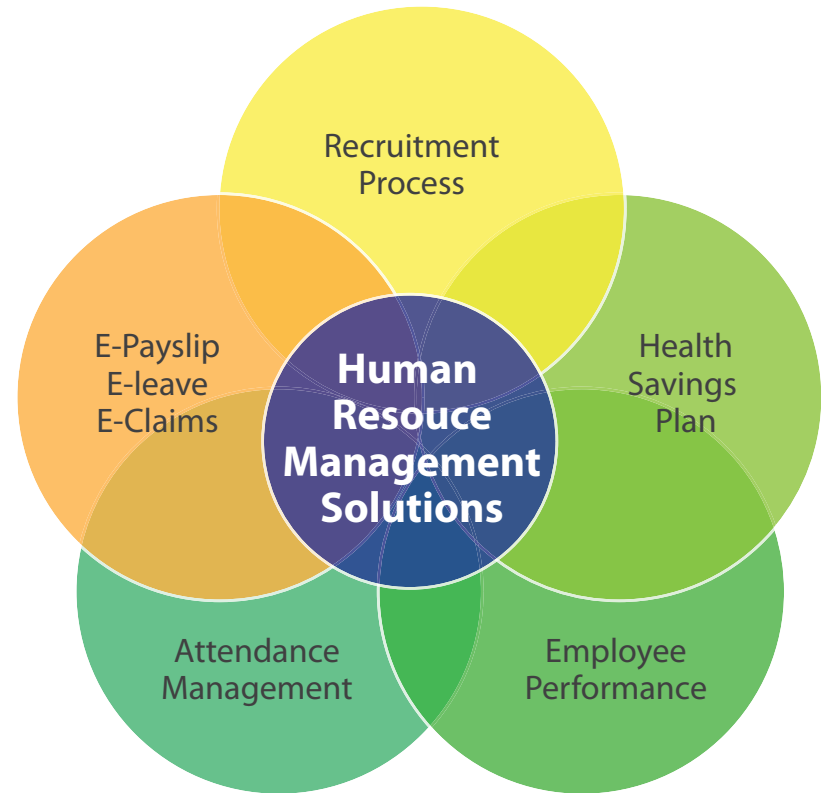 Recruitment
Process
E-Payslip
E-leave
E-Claims
Health
Savings
Plan
Human
Resouce
Management
Solutions
Attendance
Management
Employee
Performance